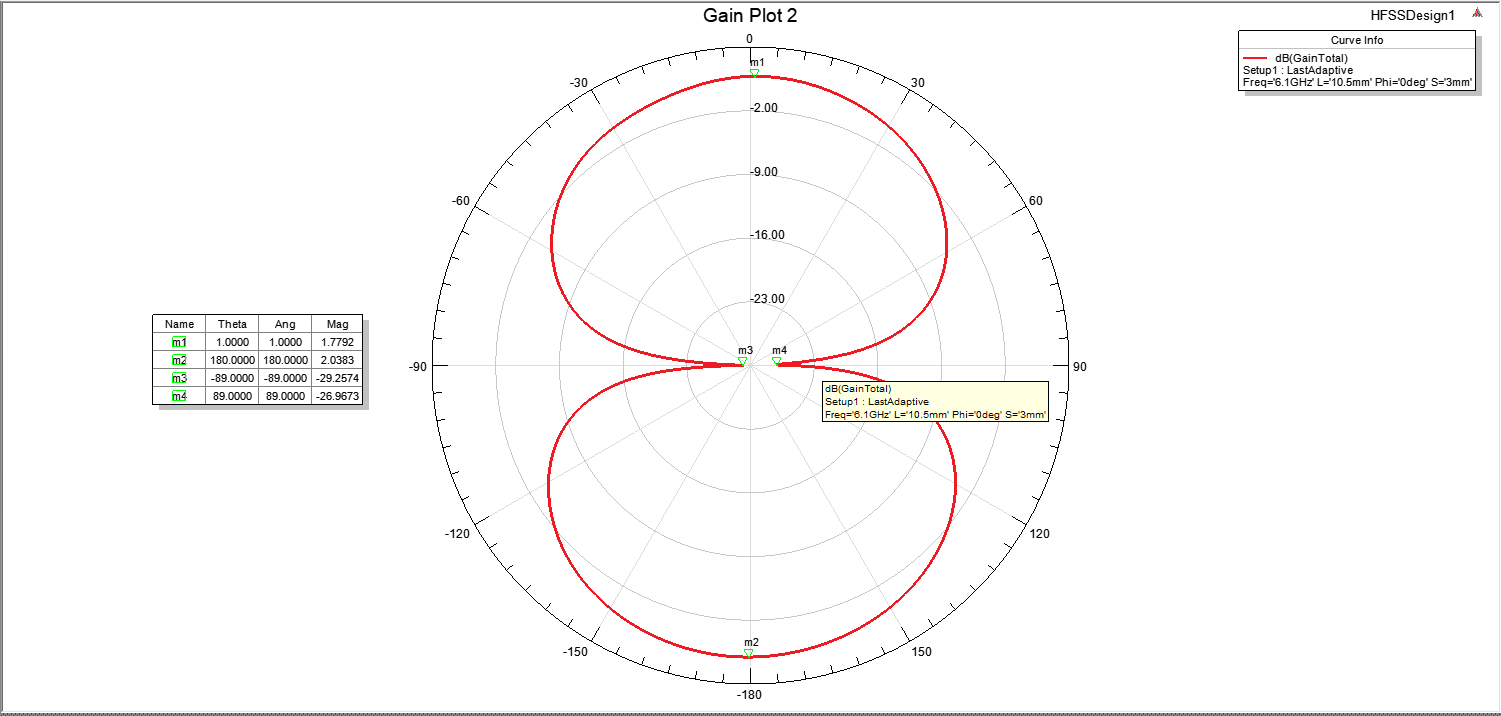 Gain Plot 2
HFSSDesign1
Curve Info
dB(GainTotal)
Setup1 : LastAdaptive
Freq='6.1GHz' L='10.5mm' Phi='0deg' S='3mm'
0
-30
30
-60
60
-90
90
-120
120
-150
150
-180
m1
-2.00
-9.00
-16.00
-23.00
m3
m4
m2
Name Theta Ang Mag
m1 1.0000 1.0000 1.7792
m2 180.0000 180.0000 2.0383
m3 -89.0000 -89.0000 -29.2574
m4 89.0000 89.0000 -26.9673
dB(GainTotal)
Setup1 : LastAdaptive
Freq='6.1GHz' L='10.5mm' Phi='0deg' S='3mm'